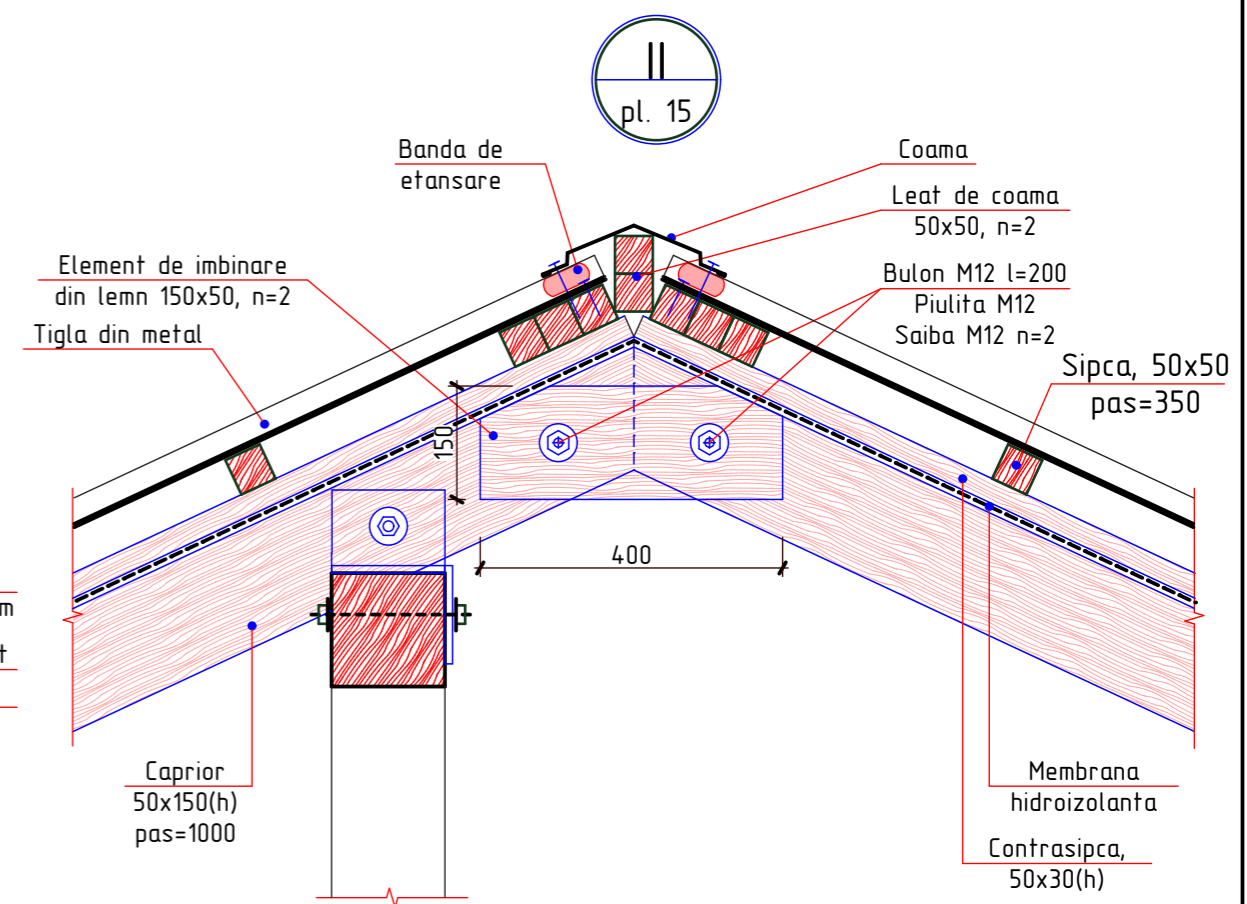 II
pl. 15
Banda de
etansare
Coama
Leat de coama
50x50, n=2
Element de imbinare
din lemn 150x50, n=2
Bulon M12 l=200
Piulita M12
Saiba M12 n=2
Tigla din metal
Sipca, 50x50
pas=350
150
400
m
t
Caprior
50x150(h)
pas=1000
Membrana
hidroizolanta
Contrasipca,
50x30(h)